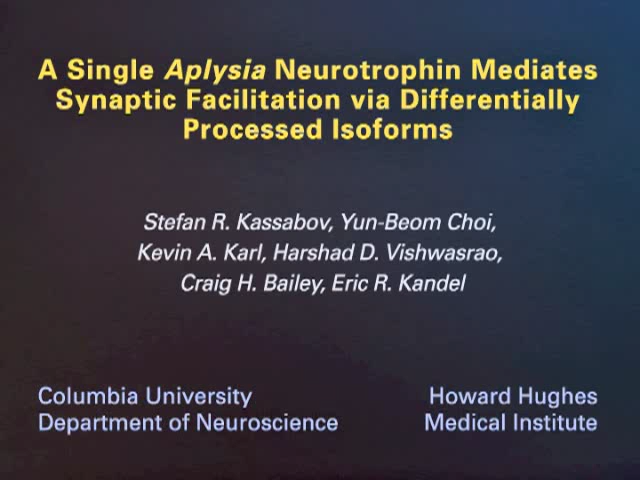 A Single Aplysia Neurotrophin Mediates
Synaptic Facilitation via Differentially
Processed Isoforms
Stefan R. Kassabov, Yun-Beom Choi,
Kevin A. Karl, Harshad D. Vishwasrao,
Craig H. Bailey, Eric R. Kandel
Columbia University
Department of Neuroscience
Howard Hughes
Medical Institute